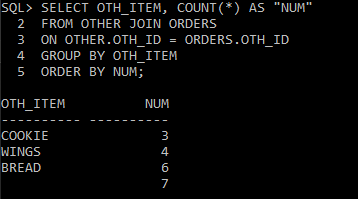 SQL> SELECT OTH_ITEM, COUNT(*) AS "NUM"
  2  FROM OTHER JOIN ORDERS
  3  ON OTHER.OTH_ID = ORDERS.OTH_ID
  4  GROUP BY OTH_ITEM
  5  ORDER BY NUM;
OTH_ITEM          NUM
---------- ----------
COOKIE              3
WINGS               4
BREAD               6
                    7